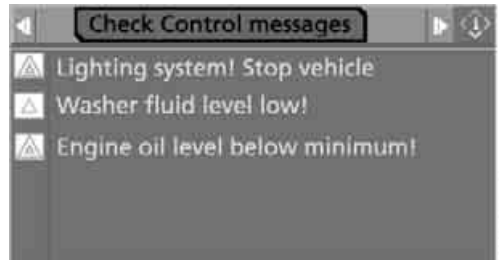 Check Control messages
Lighting system! Stop vehicle
Washer fluid level low!
Engine oil level below minimum!